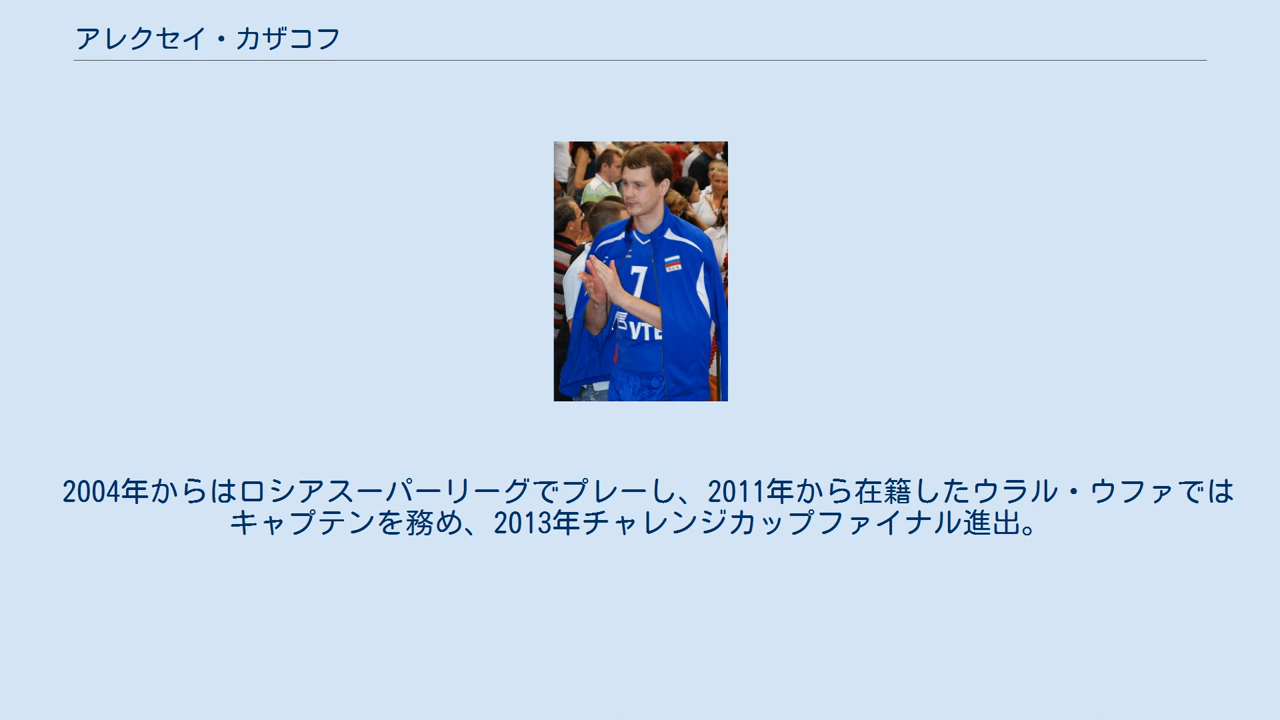 アレクセイ・カザコフ
7
VTB
2004年からはロシアスーパーリーグでプレーし、2011年から在籍したウラル・ウファでは
キャプテンを務め、2013年チャレンジカップファイナル進出。